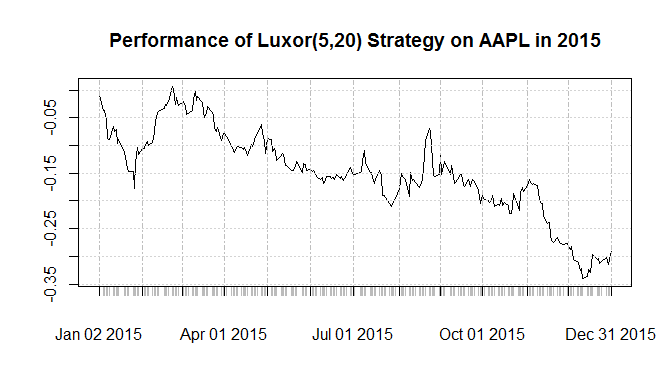 Performance of Luxor(5,20) Strategy on AAPL in 2015
-0.05
-0.15
-0.25
-0.35
Jan 02 2015 Apr 01 2015 Jul 01 2015 Oct 01 2015 Dec 31 2015